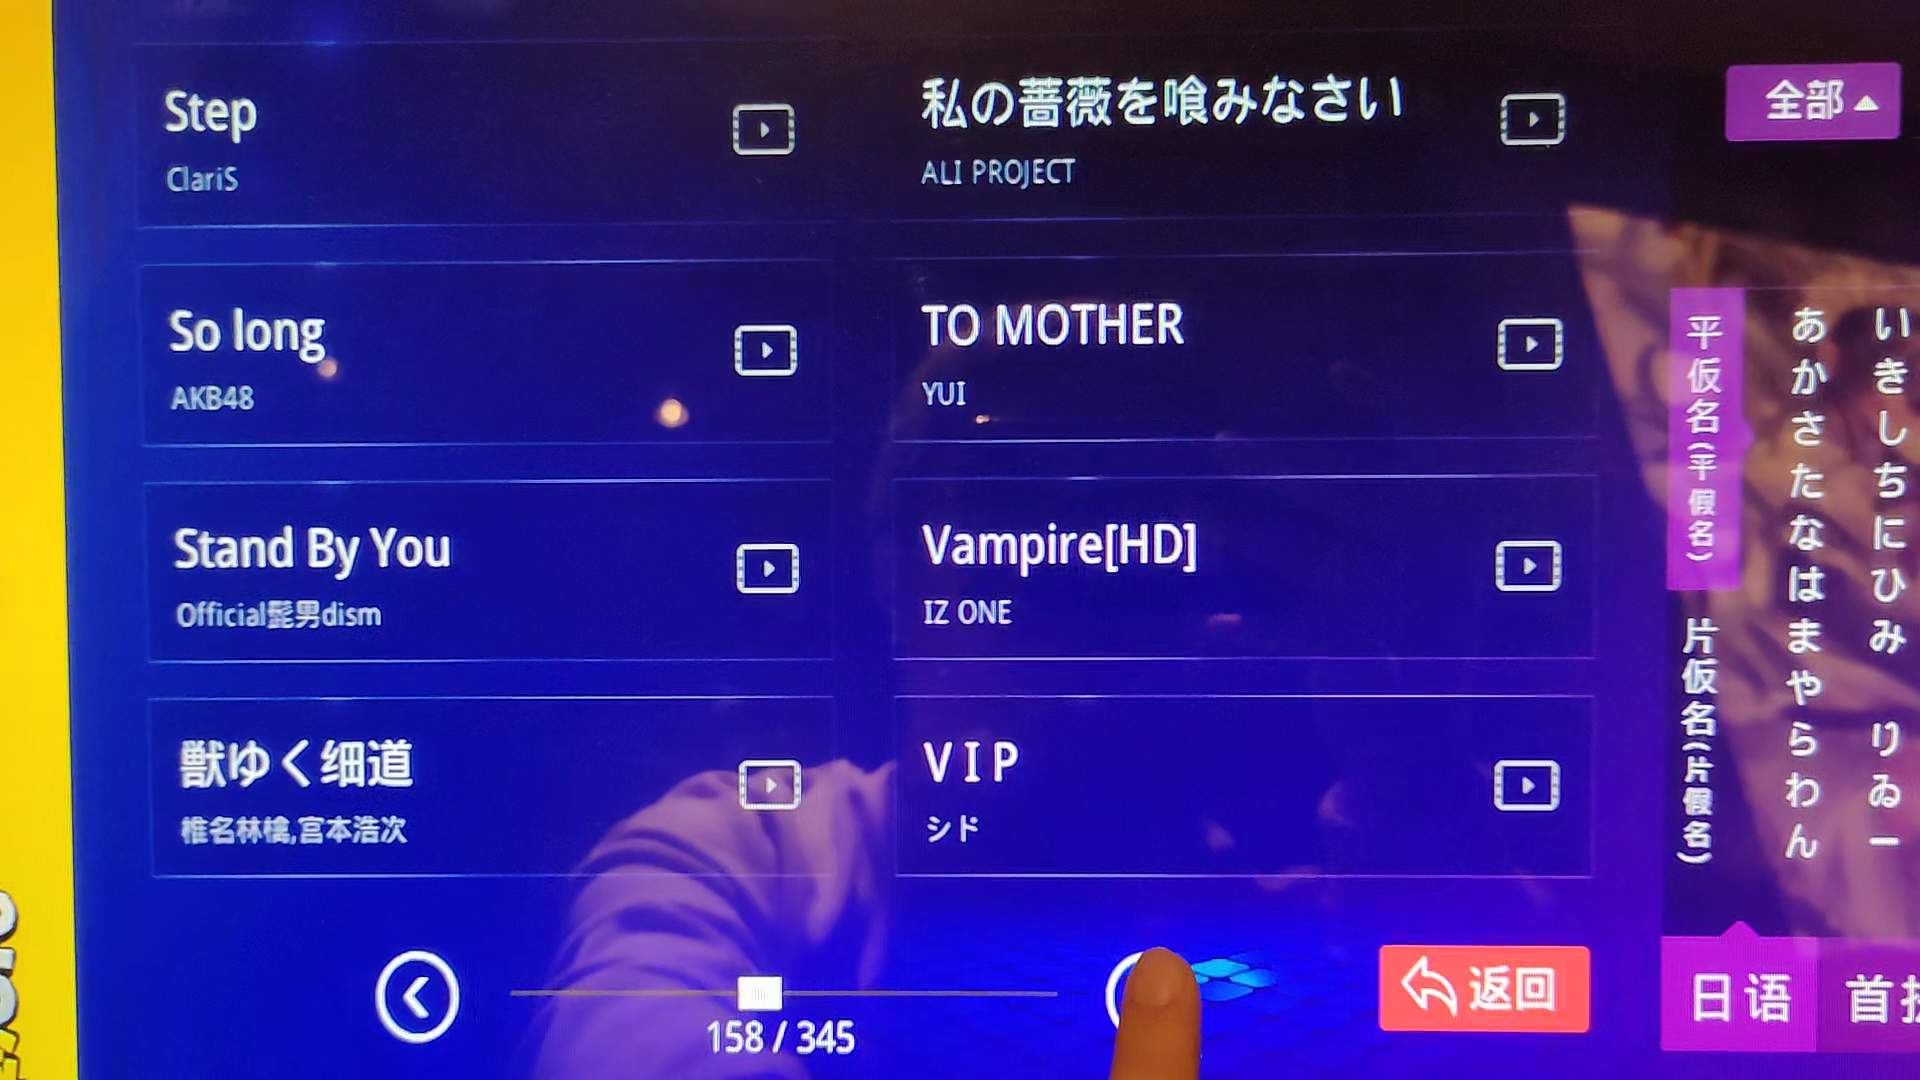 Step
ClariS
私の薔薇を喰みなさい
ALI PROJECT
So long
AKB48
TO MOTHER
YUI
Stand By You
Official髭男dism
Vampire[HD]
IZ ONE
獣ゆく细道
椎名林檎,宫本浩次
V I P
シド
158 / 345
返回
全部
平仮名(平假名)
片仮名(片假名)
あかさたなはまやらわん
いきしちにひみ りゐー
日语
首